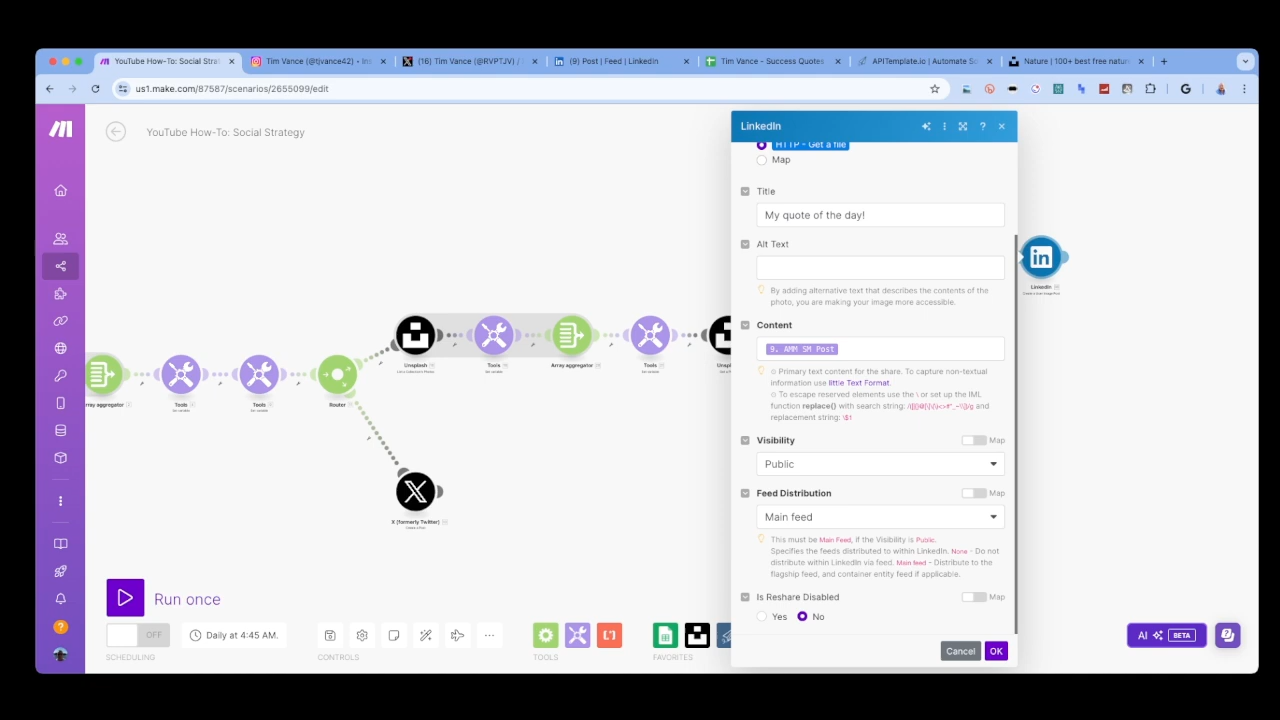 YouTube How-To: Social Strat
Tim Vance (@tjvance42) • Ins
(16) Tim Vance (@RVPTJV) /
(9) Post | Feed | LinkedIn
Tim Vance - Success Quotes
APITemplate.io | Automate S
Nature | 100+ best free natur
us1.make.com/87587/scenarios/2655099/edit
YouTube How-To: Social Strategy
LinkedIn
HTTP - Get a file
Map
Title
My quote of the day!
Alt Text
By adding alternative text that describes the contents of the
photo, you are making your image more accessible.
Content
9. AMM SM Post
Primary text content for the share. To capture non-textual
information use little Text Format.
To escape reserved elements use the \ or set up the IML
function replace() with search string:
and
replacement string: \$1
Visibility
Map
Public
Feed Distribution
Map
Main feed
This must be Main Feed, if the Visibility is Public.
Specifies the feeds distributed to within LinkedIn. None - Do not
distribute within LinkedIn via feed. Main feed - Distribute to the
flagship feed, and container entity feed if applicable.
Is Reshare Disabled
Map
Yes
No
Cancel
OK
LinkedIn
Array aggregator
Tools
Tools
Router
Unsplash
Tools
Array aggregator
Tools
X (formerly Twitter)
Run once
OFF
Daily at 4:45 AM.
SCHEDULING
CONTROLS
TOOLS
FAVORITES
AI
BETA